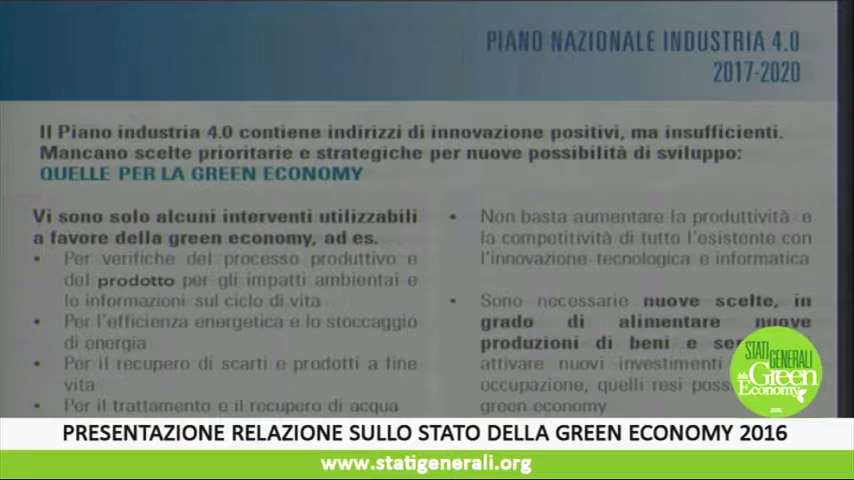 PIANO NAZIONALE INDUSTRIA 4.0
2017-2020
Il Piano industria 4.0 contiene indirizzi di innovazione positivi, ma insufficienti.
Mancano scelte prioritarie e strategiche per nuove possibilità di sviluppo:
QUELLE PER LA GREEN ECONOMY
Vi sono solo alcuni interventi utilizzabili
a favore della green economy, ad es.
• Per verifiche del processo produttivo e
del prodotto per gli impatti ambientai e
le informazioni sul ciclo di vita
• Per l'efficienza energetica e lo stoccaggio
di energia
• Per il recupero di scarti e prodotti a fine
vita
• Per il trattamento e il recupero di acqua
• Non basta aumentare la produttività e
la competitività di tutto l'esistente con
l'innovazione tecnologica e informatica
• Sono necessarie nuove scelte, in
grado di alimentare nuove
produzioni di beni e
attivare nuovi investimenti
occupazione, quelli resi
green economy
STATI GENERALI
della Green
Economy
2016
PRESENTAZIONE RELAZIONE SULLO STATO DELLA GREEN ECONOMY 2016
www.statigenerali.org